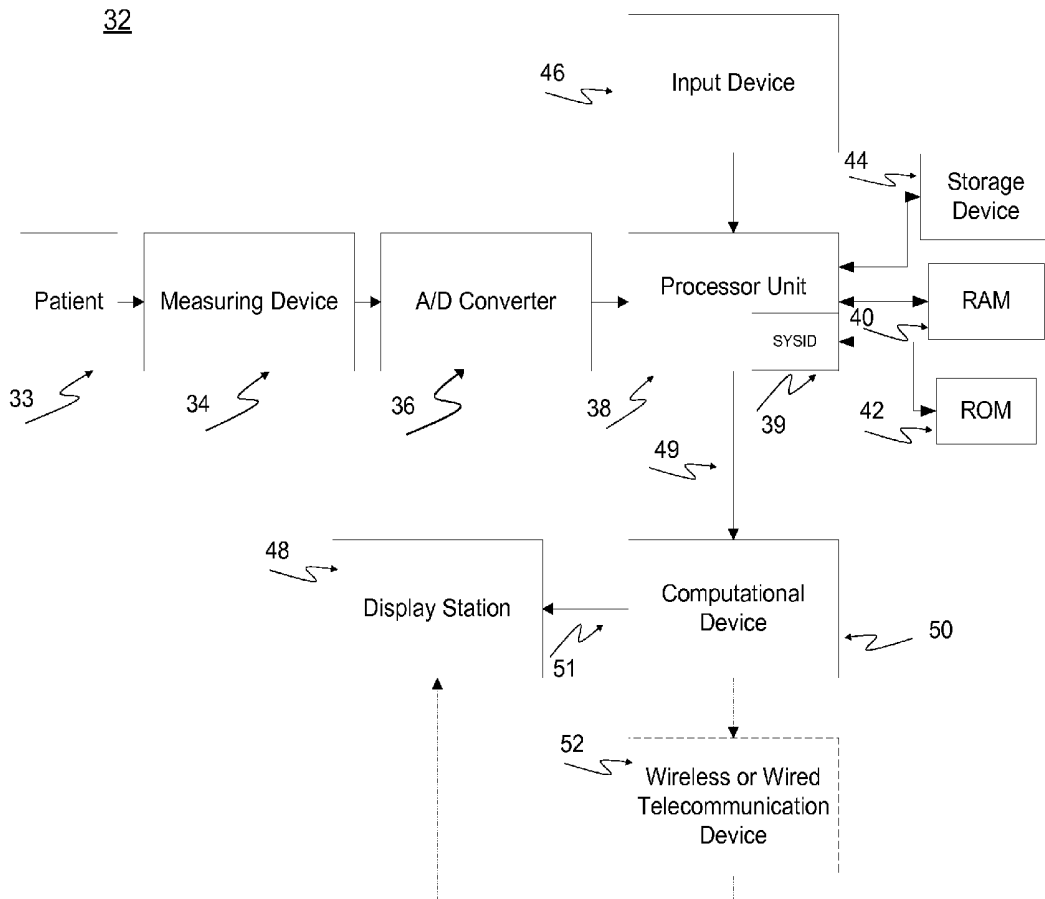 32
46
Input Device
44
Storage
Device
Patient
Measuring Device
A/D Converter
Processor Unit
RAM
40
SYSID
33
34
36
38
39
42
ROM
49
48
Display Station
Computational
Device
51
50
52
Wireless or Wired
Telecommunication
Device